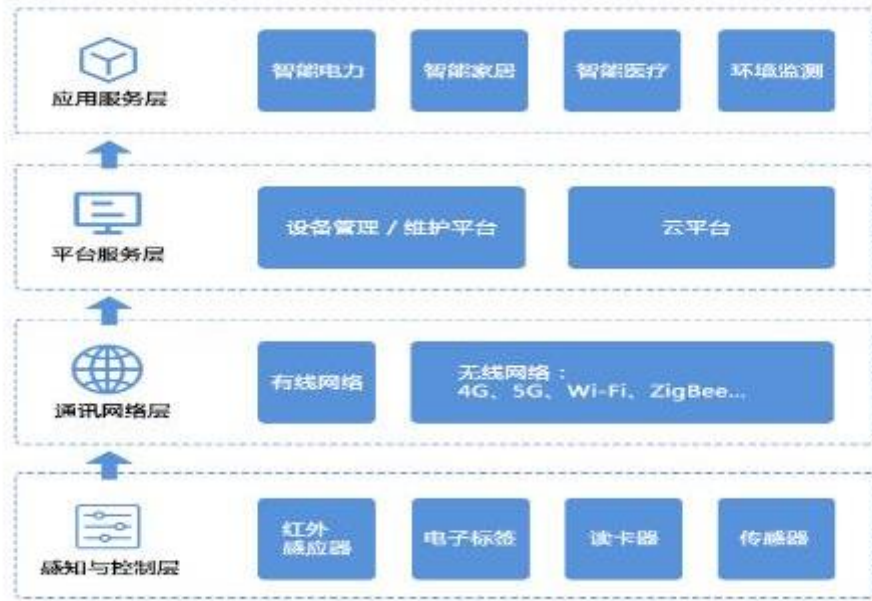 智能电力
智能家居
智能医疗
环境监测
应用服务层
设备管理 / 维护平台
云平台
平台服务层
有线网络
无线网络：
4G、5G、Wi-Fi、ZigBee...
通讯网络层
红外
感应器
电子标签
读卡器
传感器
感知与控制层